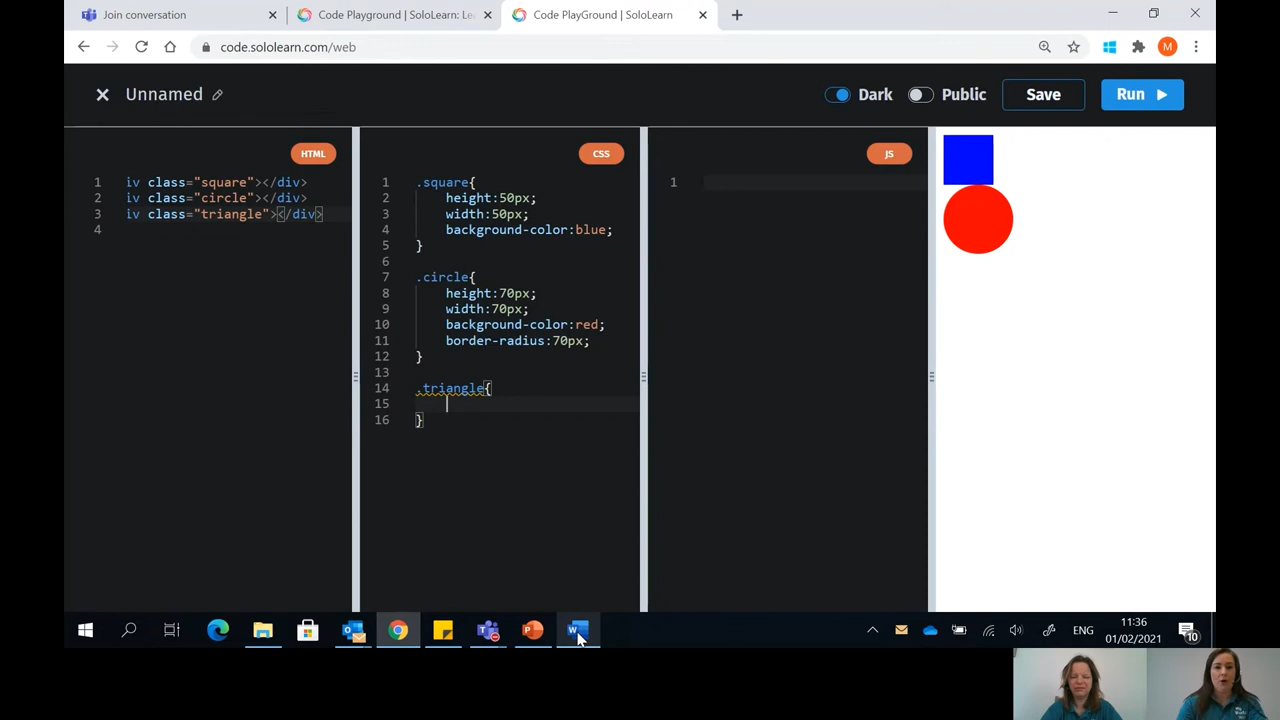 Join conversation
Code Playground | SoloLearn: Le
Code PlayGround | SoloLearn
code.sololearn.com/web
M
Unnamed
Dark
Public
Save
Run
HTML
1 iv class="square"></div>
2 iv class="circle"></div>
3 iv class="triangle"></div>
4
CSS
1 .square{
2 height:50px;
3 width:50px;
4 background-color:blue;
5 }
6
7 .circle{
8 height:70px;
9 width:70px;
10 background-color:red;
11 border-radius:70px;
12 }
13
14 .triangle{
15
16 }
JS
1
ENG
11:36
01/02/2021
10